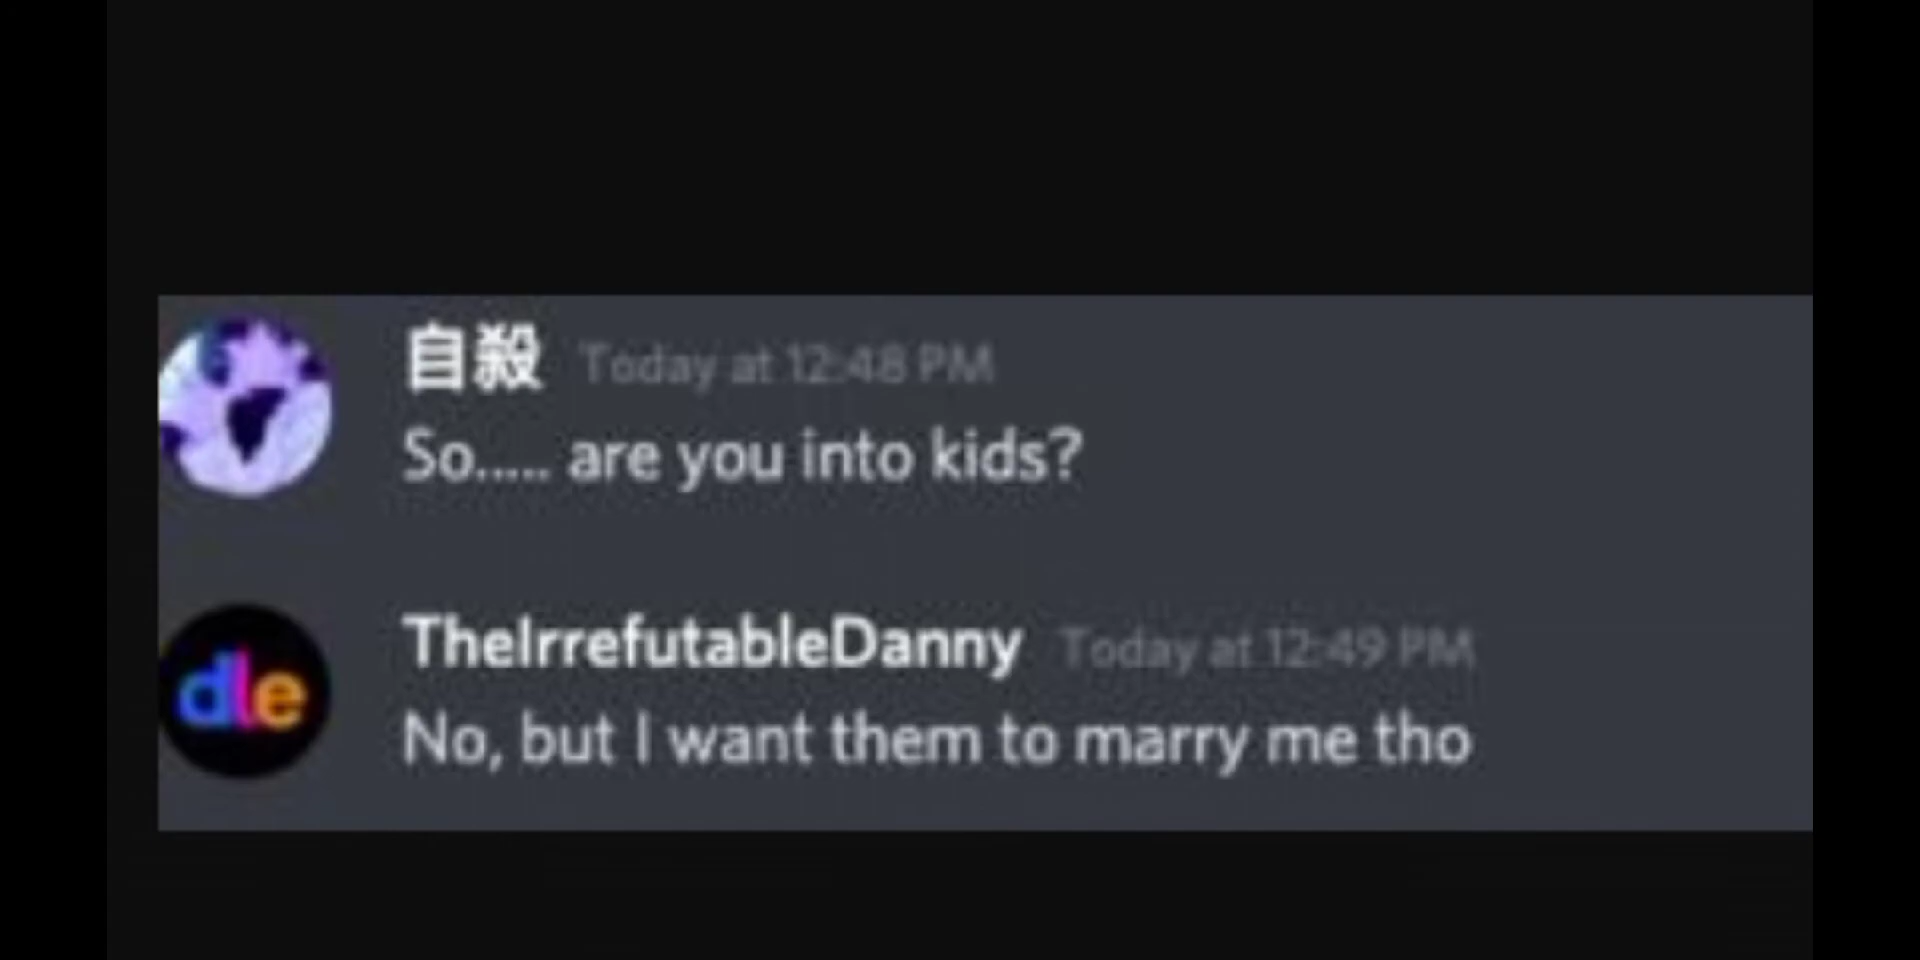 自殺 Today at 12:48 PM
So..... are you into kids?
dle
TheIrrefutableDanny Today at 12:49 PM
No, but I want them to marry me tho